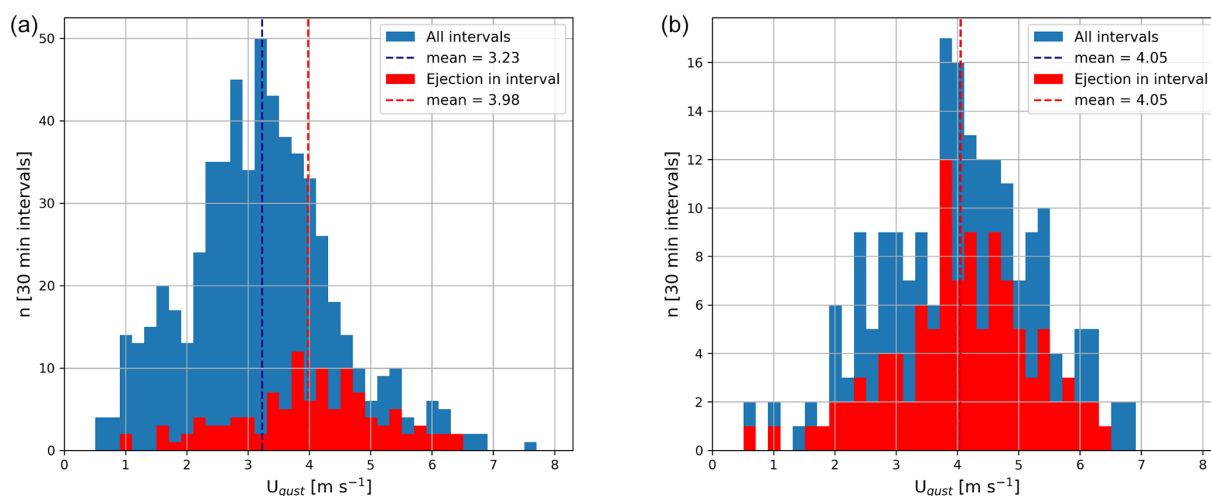 (a)
50
40
30
20
10
0
n [30 min intervals]
0 1 2 3 4 5 6 7 8
U_gust [m s⁻¹]
All intervals
mean = 3.23
Ejection in interval
mean = 3.98
(b)
16
14
12
10
8
6
4
2
0
n [30 min intervals]
0 1 2 3 4 5 6 7 8
U_gust [m s⁻¹]
All intervals
mean = 4.05
Ejection in interval
mean = 4.05